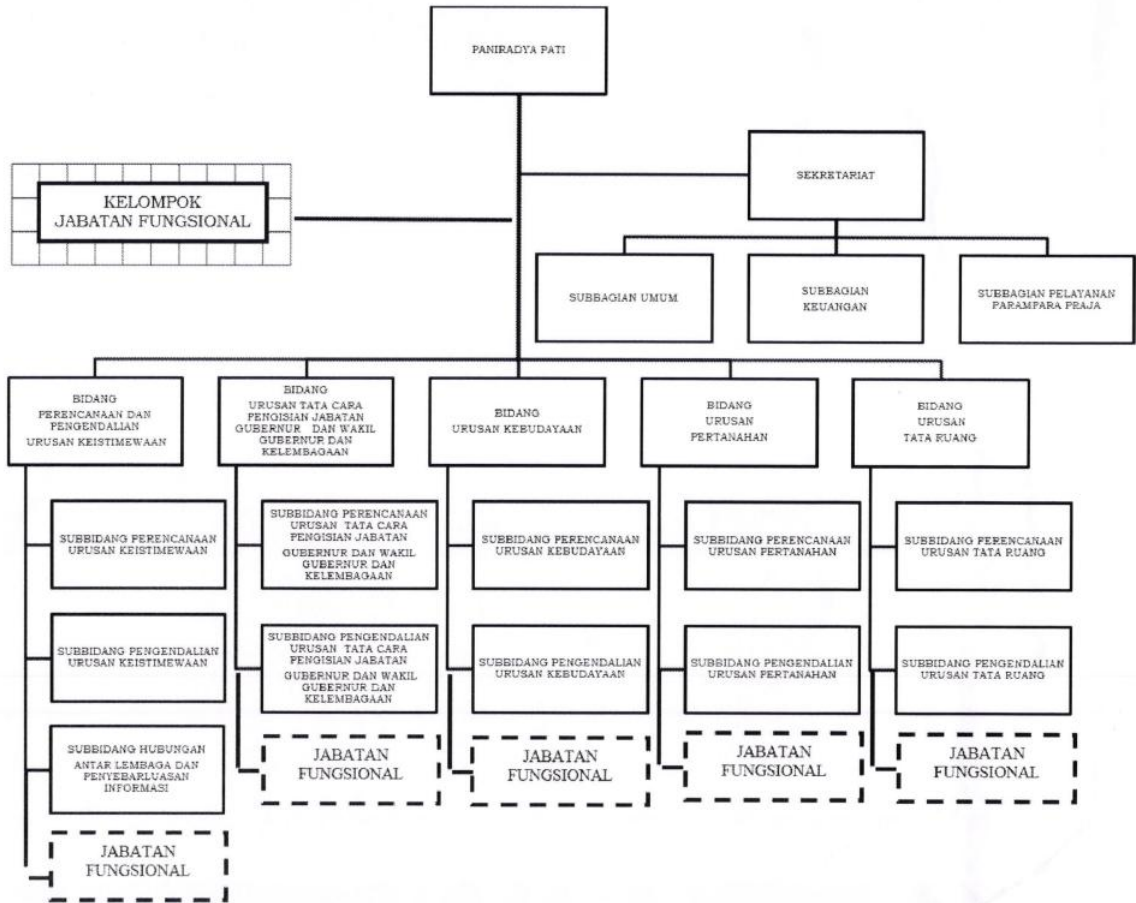 PANIRADYA PATI
SEKRETARIAT
KELOMPOK
JABATAN FUNGSIONAL
SUBBAGIAN UMUM
SUBBAGIAN
KEUANGAN
SUBBAGIAN PELAYANAN
PARAMPARA PRAJA
BIDANG
PERENCANAAN DAN
PENGENDALIAN
URUSAN KEISTIMEWAAN
BIDANG
URUSAN TATA CARA
PENGISIAN JABATAN
GUBERNUR DAN WAKIL
GUBERNUR DAN
KELEMBAGAAN
BIDANG
URUSAN KEBUDAYAAN
BIDANG
URUSAN
PERTANAHAN
BIDANG
URUSAN
TATA RUANG
SUBBIDANG PERENCANAAN
URUSAN KEISTIMEWAAN
SUBBIDANG PERENCANAAN
URUSAN TATA CARA
PENGISIAN JABATAN
GUBERNUR DAN WAKIL
GUBERNUR DAN
KELEMBAGAAN
SUBBIDANG PERENCANAAN
URUSAN KEBUDAYAAN
SUBBIDANG PERENCANAAN
URUSAN PERTANAHAN
SUBBIDANG PERENCANAAN
URUSAN TATA RUANG
SUBBIDANG PENGENDALIAN
URUSAN KEISTIMEWAAN
SUBBIDANG PENGENDALIAN
URUSAN TATA CARA
PENGISIAN JABATAN
GUBERNUR DAN WAKIL
GUBERNUR DAN
KELEMBAGAAN
SUBBIDANG PENGENDALIAN
URUSAN KEBUDAYAAN
SUBBIDANG PENGENDALIAN
URUSAN PERTANAHAN
SUBBIDANG PENGENDALIAN
URUSAN TATA RUANG
SUBBIDANG HUBUNGAN
ANTAR LEMBAGA DAN
PENYEBARLUASAN
INFORMASI
JABATAN
FUNGSIONAL
JABATAN
FUNGSIONAL
JABATAN
FUNGSIONAL
JABATAN
FUNGSIONAL
JABATAN
FUNGSIONAL